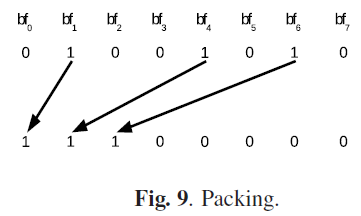 bf₀ bf₁ bf₂ bf₃ bf₄ bf₅ bf₆ bf₇
0 1 0 0 1 0 1 0
1 1 1 0 0 0 0 0
Fig. 9. Packing.